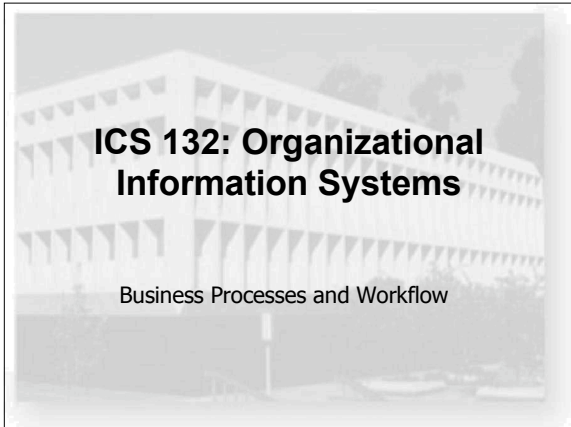 ICS 132: Organizational
Information Systems
Business Processes and Workflow